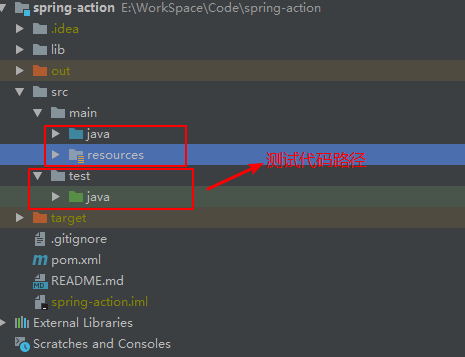 spring-action E:\WorkSpace\Code\spring-action
.idea
lib
out
src
main
java
resources
测试代码路径
test
java
target
.gitignore
pom.xml
README.md
spring-action.iml
External Libraries
Scratches and Consoles